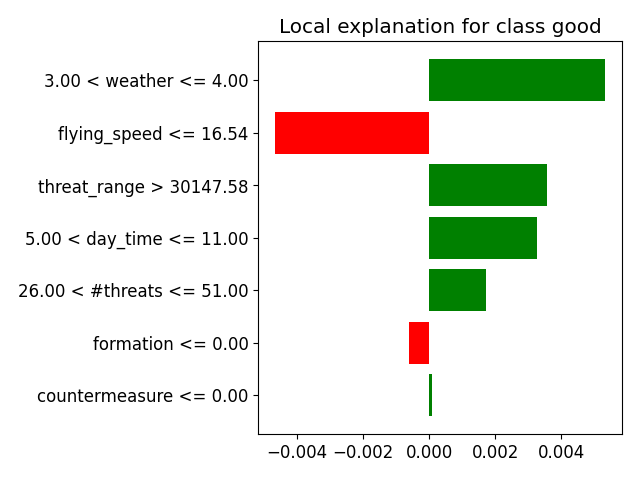 Local explanation for class good
3.00 < weather <= 4.00
flying_speed <= 16.54
threat_range > 30147.58
5.00 < day_time <= 11.00
26.00 < #threats <= 51.00
formation <= 0.00
countermeasure <= 0.00
−0.004 −0.002 0.000 0.002 0.004